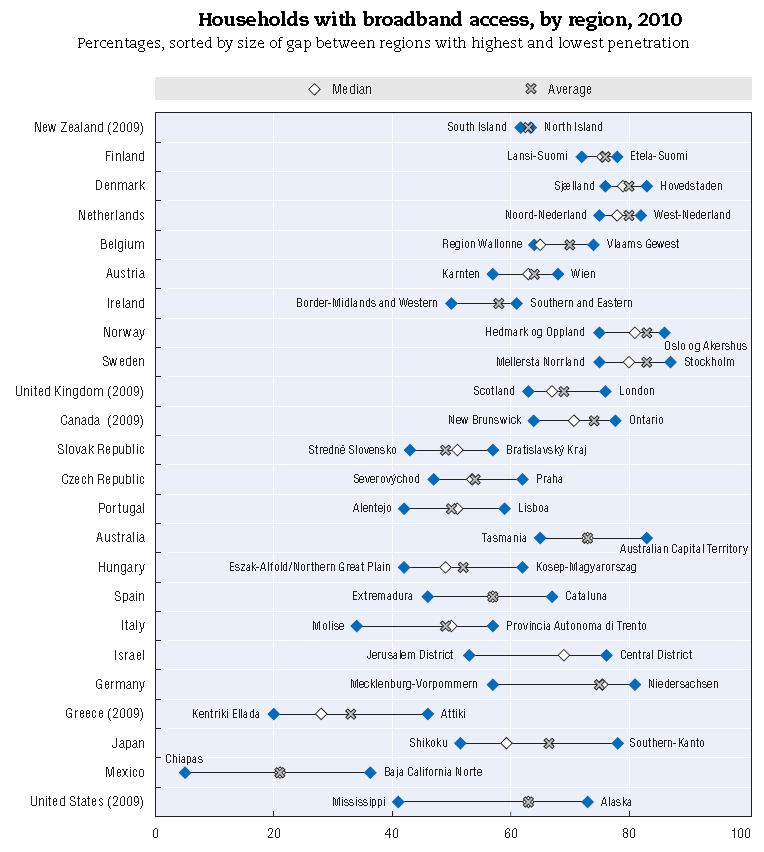 Households with broadband access, by region, 2010
Percentages, sorted by size of gap between regions with highest and lowest penetration
Median Average
New Zealand (2009) South Island North Island
Finland Lansi-Suomi Etela-Suomi
Denmark Sjælland Hovedstaden
Netherlands Noord-Nederland West-Nederland
Belgium Region Wallonne Vlaams Gewest
Austria Karnten Wien
Ireland Border-Midlands and Western Southern and Eastern
Norway Hedmark og Oppland Oslo og Akershus
Sweden Mellersta Norrland Stockholm
United Kingdom (2009) Scotland London
Canada (2009) New Brunswick Ontario
Slovak Republic Stredné Slovensko Bratislavský Kraj
Czech Republic Severovýchod Praha
Portugal Alentejo Lisboa
Australia Tasmania Australian Capital Territory
Hungary Eszak-Alfold/Northern Great Plain Kosep-Magyarorszag
Spain Extremadura Cataluna
Italy Molise Provincia Autonoma di Trento
Israel Jerusalem District Central District
Germany Mecklenburg-Vorpommern Niedersachsen
Greece (2009) Kentriki Ellada Attiki
Japan Shikoku Southern-Kanto
Mexico Chiapas Baja California Norte
United States (2009) Mississippi Alaska
0 20 40 60 80 100